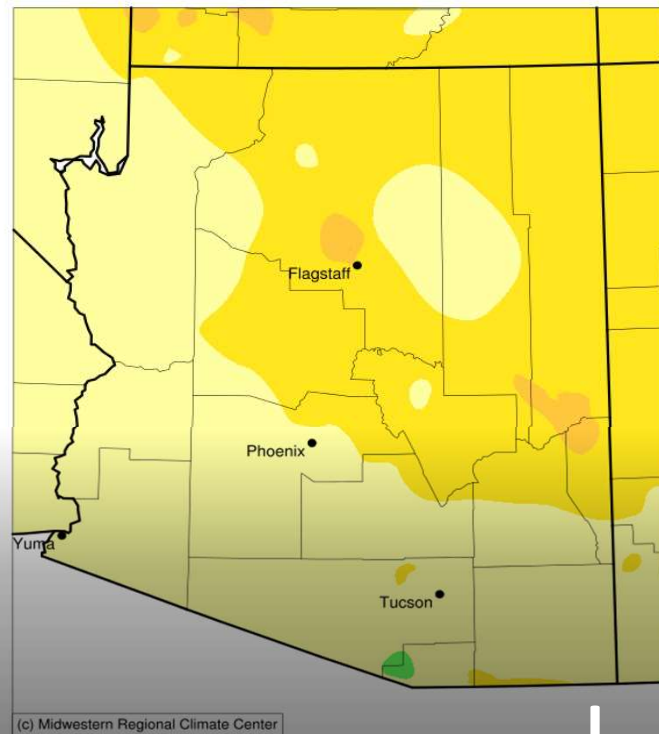 Flagstaff
Phoenix
Yuma
Tucson
(c) Midwestern Regional Climate Center